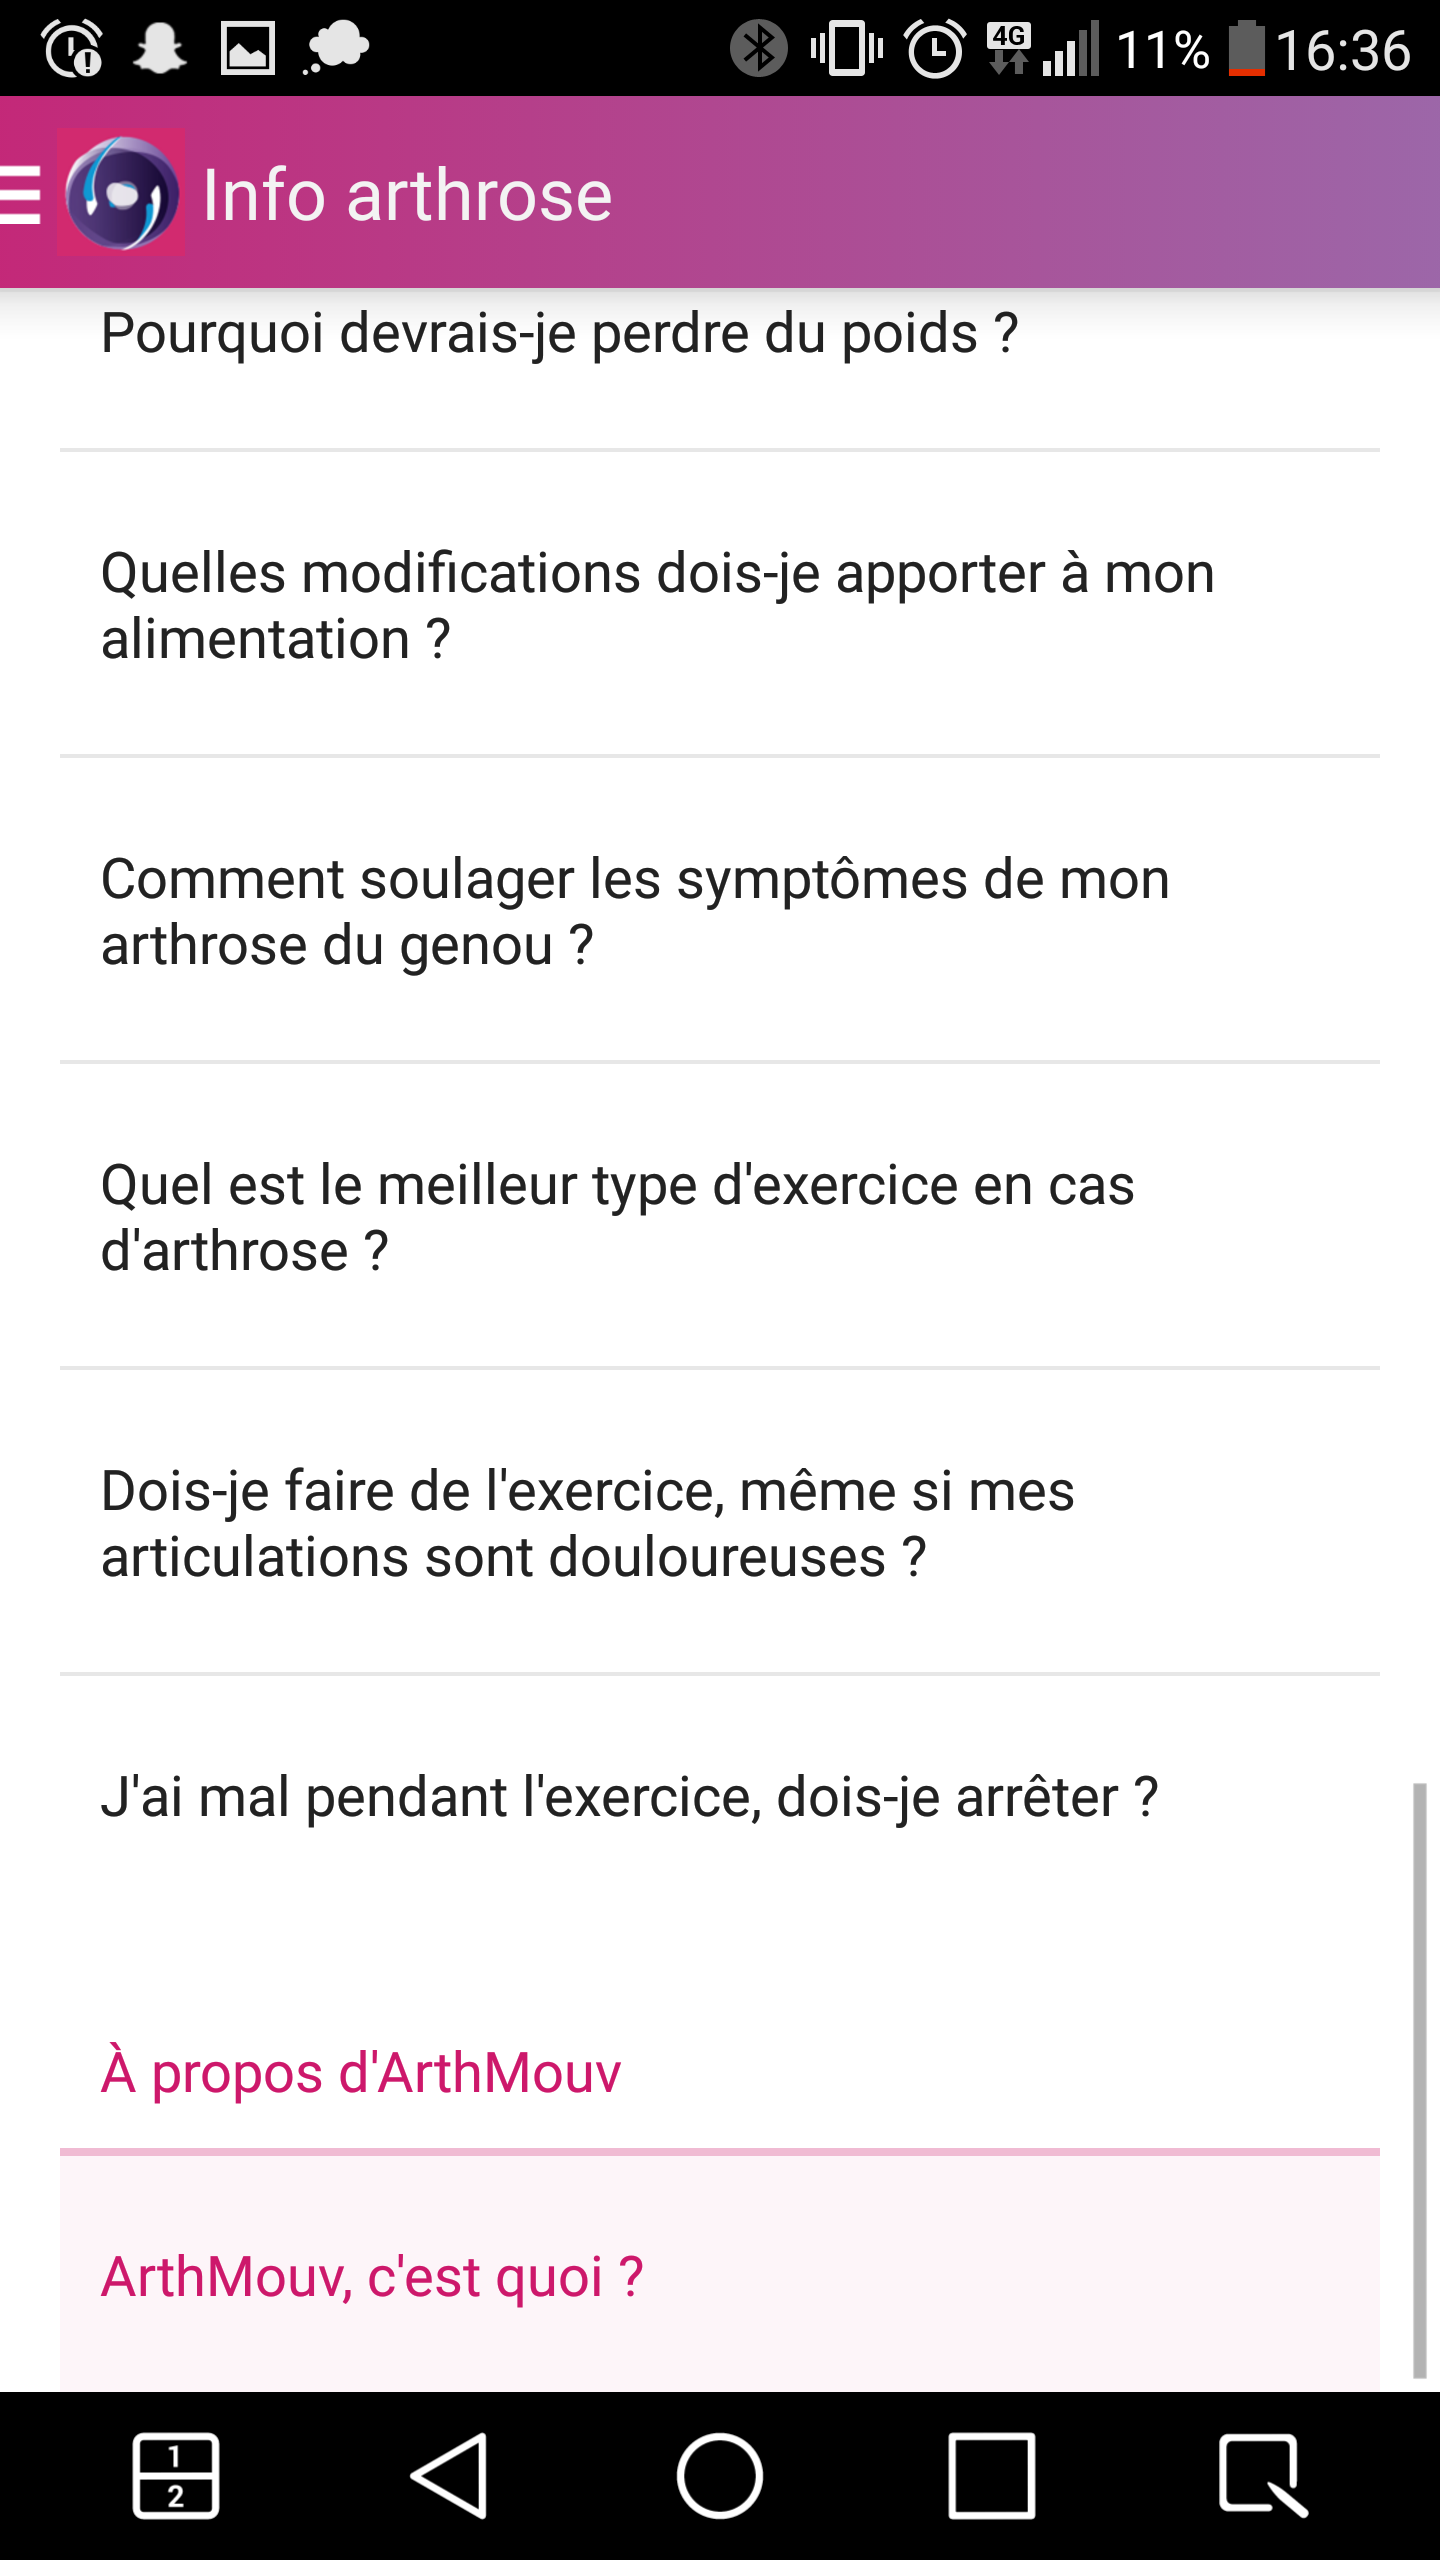 4G 11% 16:36
Info arthrose
Pourquoi devrais-je perdre du poids ?
Quelles modifications dois-je apporter à mon
alimentation ?
Comment soulager les symptômes de mon
arthrose du genou ?
Quel est le meilleur type d'exercice en cas
d'arthrose ?
Dois-je faire de l'exercice, même si mes
articulations sont douloureuses ?
J'ai mal pendant l'exercice, dois-je arrêter ?
À propos d'ArthMouv
ArthMouv, c'est quoi ?
1
2